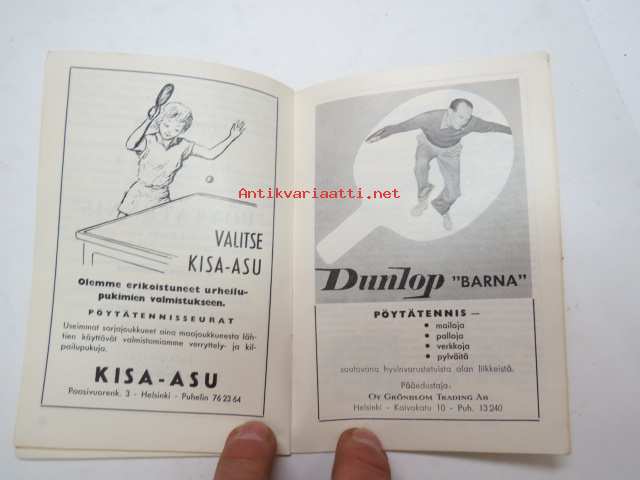 VALITSE
KISA-ASU
Olemme erikoistuneet urheilu-
pukimien valmistukseen.
PÖYTÄTENNISSEURAT
Useimmat sarjajoukkueet aina maajoukkueesta läh-
tien käyttävät valmistamiamme verryttely- ja kil-
pailupukuja.
KISA-ASU
Paasivuorenk. 3 - Helsinki - Puhelin 76 23 64
Antikvariaatti.net
Dunlop "BARNA"
PÖYTÄTENNIS —
• mailoja
• palloja
• verkkoja
• pylväitä
saatavana hyvinvarustetuista alan liikkeistä.
Pääedustaja:
OY GRÖNBLOM TRADING AB
Helsinki - Kaivokatu 10 - Puh. 13 240